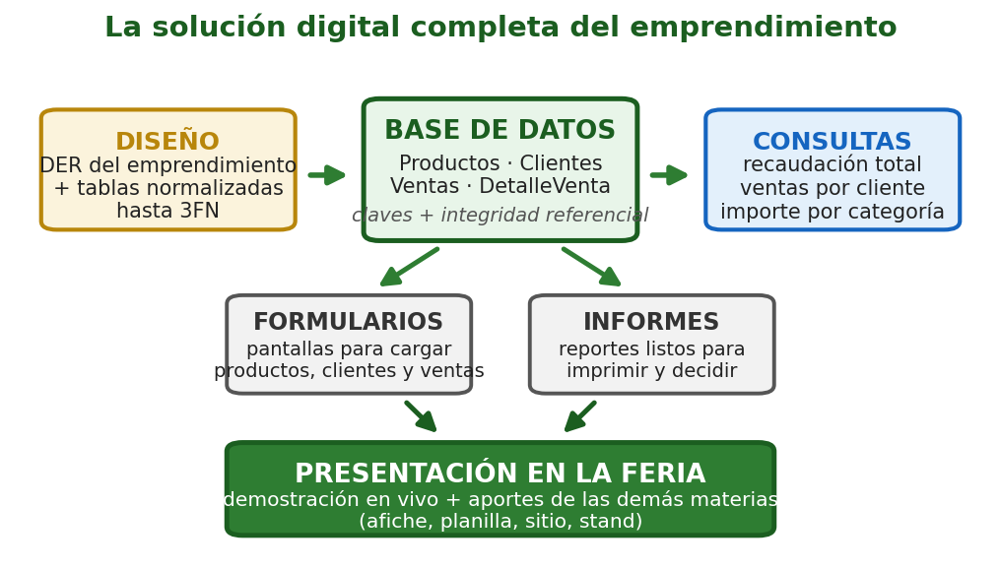 La solución digital completa del emprendimiento
DISEÑO
DER del emprendimiento
+ tablas normalizadas
hasta 3FN
BASE DE DATOS
Productos · Clientes
Ventas · DetalleVenta
claves + integridad referencial
CONSULTAS
recaudación total
ventas por cliente
importe por categoría
FORMULARIOS
pantallas para cargar
productos, clientes y ventas
INFORMES
reportes listos para
imprimir y decidir
PRESENTACIÓN EN LA FERIA
demostración en vivo + aportes de las demás materias
(afiche, planilla, sitio, stand)